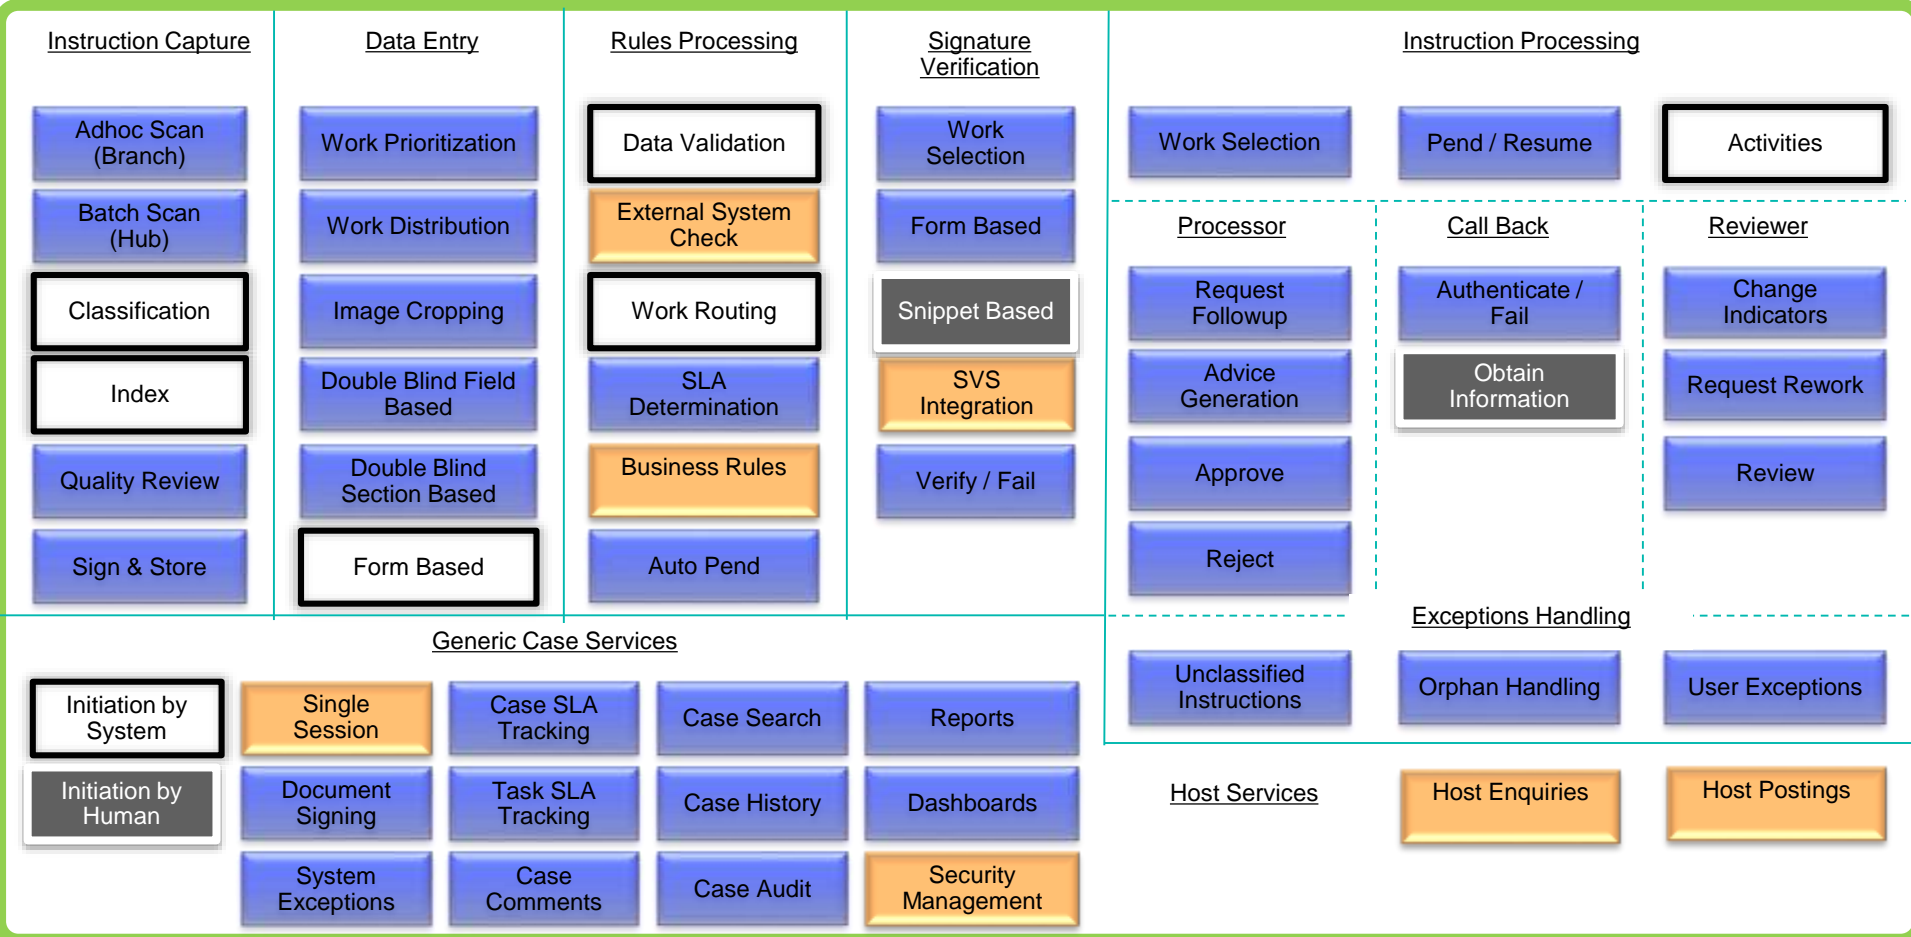 Instruction Capture
Adhoc Scan
(Branch)
Batch Scan
(Hub)
Classification
Index
Quality Review
Sign & Store
Data Entry
Work Prioritization
Work Distribution
Image Cropping
Double Blind Field
Based
Double Blind
Section Based
Form Based
Rules Processing
Data Validation
External System
Check
Work Routing
SLA
Determination
Business Rules
Auto Pend
Signature
Verification
Work
Selection
Form Based
Snippet Based
SVS
Integration
Verify / Fail
Instruction Processing
Work Selection
Pend / Resume
Activities
Processor
Request
Followup
Advice
Generation
Approve
Reject
Call Back
Authenticate /
Fail
Obtain
Information
Reviewer
Change
Indicators
Request Rework
Review
Exceptions Handling
Unclassified
Instructions
Orphan Handling
User Exceptions
Generic Case Services
Initiation by
System
Initiation by
Human
Single
Session
Document
Signing
System
Exceptions
Case SLA
Tracking
Task SLA
Tracking
Case
Comments
Case Search
Case History
Case Audit
Reports
Dashboards
Security
Management
Host Services
Host Enquiries
Host Postings